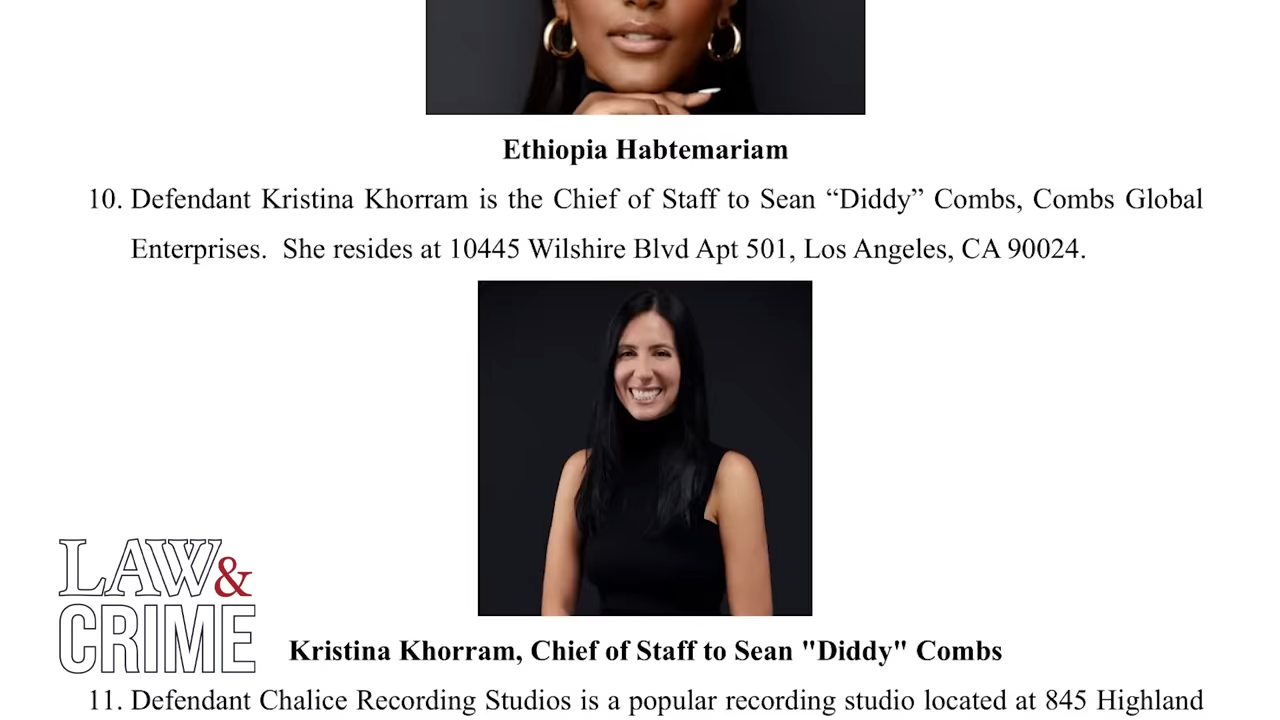 Ethiopia Habtemariam
10. Defendant Kristina Khorram is the Chief of Staff to Sean “Diddy” Combs, Combs Global
Enterprises. She resides at 10445 Wilshire Blvd Apt 501, Los Angeles, CA 90024.
LAW&
CRIME
Kristina Khorram, Chief of Staff to Sean "Diddy" Combs
11. Defendant Chalice Recording Studios is a popular recording studio located at 845 Highland